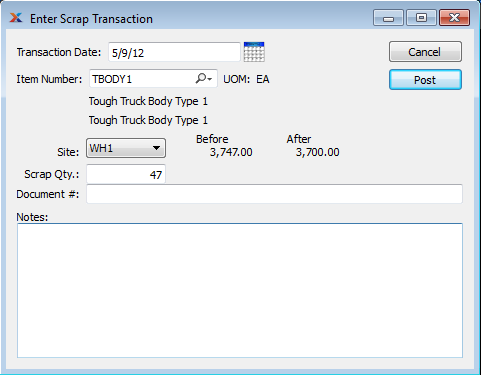 Enter Scrap Transaction
Transaction Date: 5/9/12
Cancel
Item Number: TBODY1 UOM: EA
Post
Tough Truck Body Type 1
Tough Truck Body Type 1
Before After
Site: WH1 3,747.00 3,700.00
Scrap Qty.: 47
Document #:
Notes: